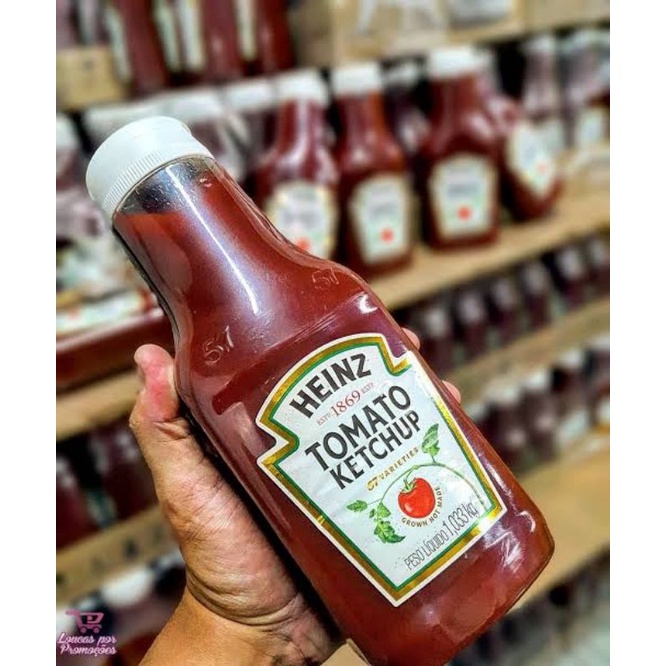 57
57
HEINZ
ESTD 1869 ESTD
TOMATO
KETCHUP
57 VARIETIES
GROWN NOT MADE
PESO LÍQUIDO 1,033 kg
Loucas por
Promoções